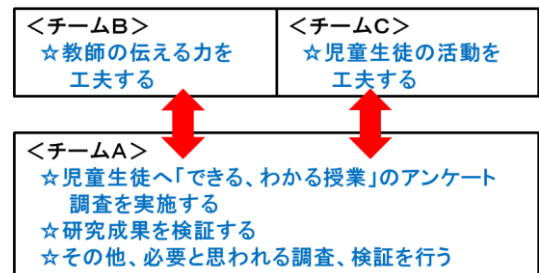 ＜チームB＞
☆教師の伝える力を
工夫する
＜チームC＞
☆児童生徒の活動を
工夫する
＜チームA＞
☆児童生徒へ「できる、わかる授業」のアンケート
調査を実施する
☆研究成果を検証する
☆その他、必要と思われる調査、検証を行う